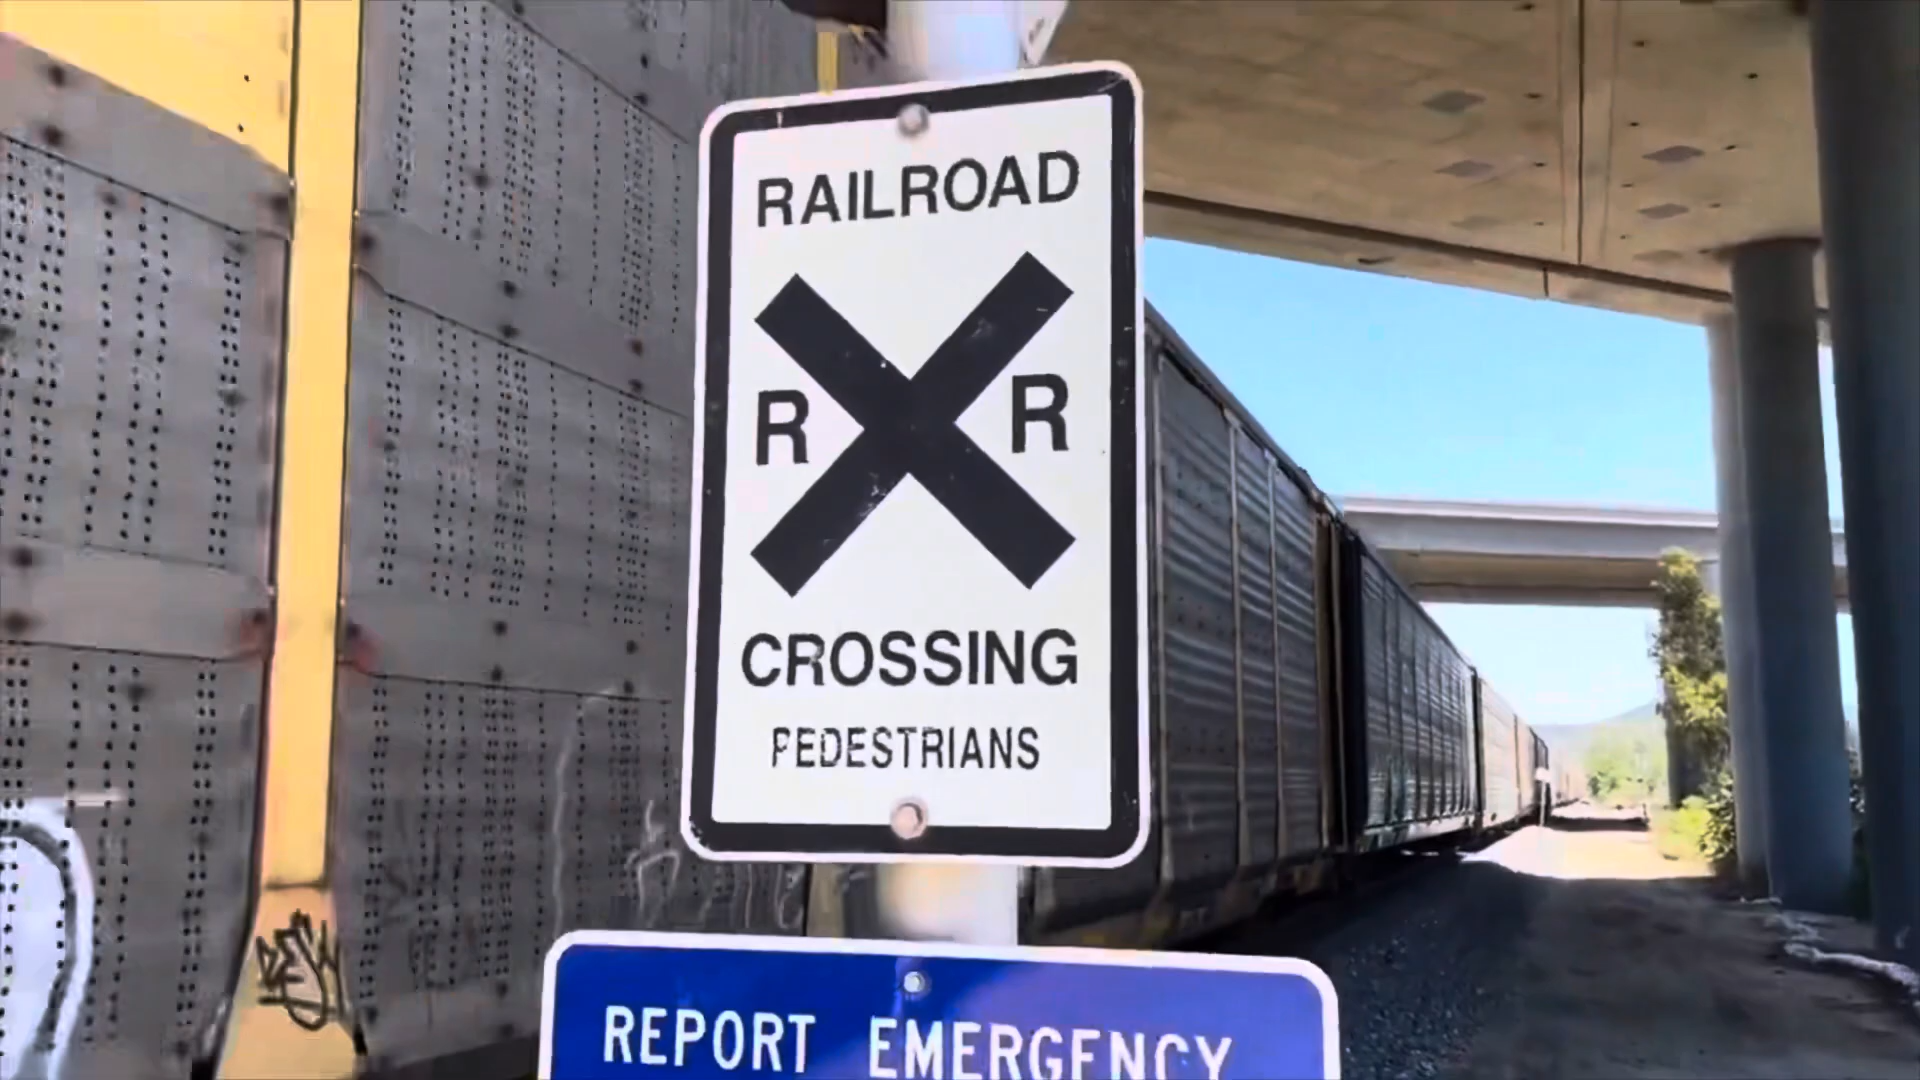 RAILROAD
R X R
CROSSING
PEDESTRIANS
REPORT EMERGENCY